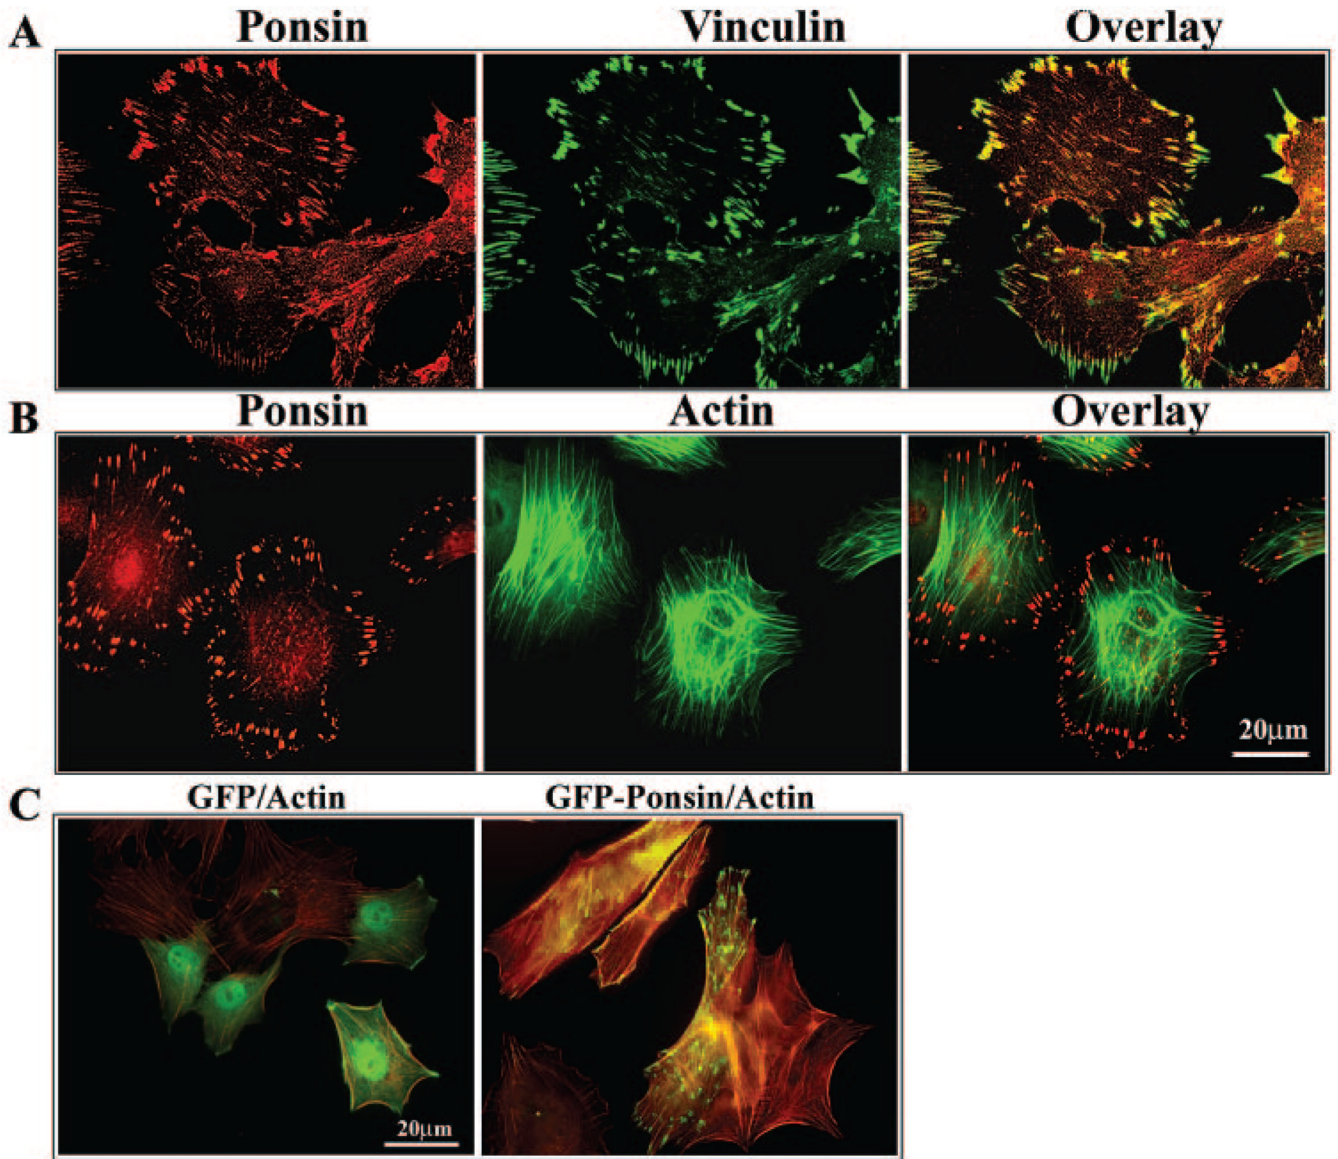 A
Ponsin
Vinculin
Overlay
B
Ponsin
Actin
Overlay
20μm
C
GFP/Actin
GFP-Ponsin/Actin
20μm